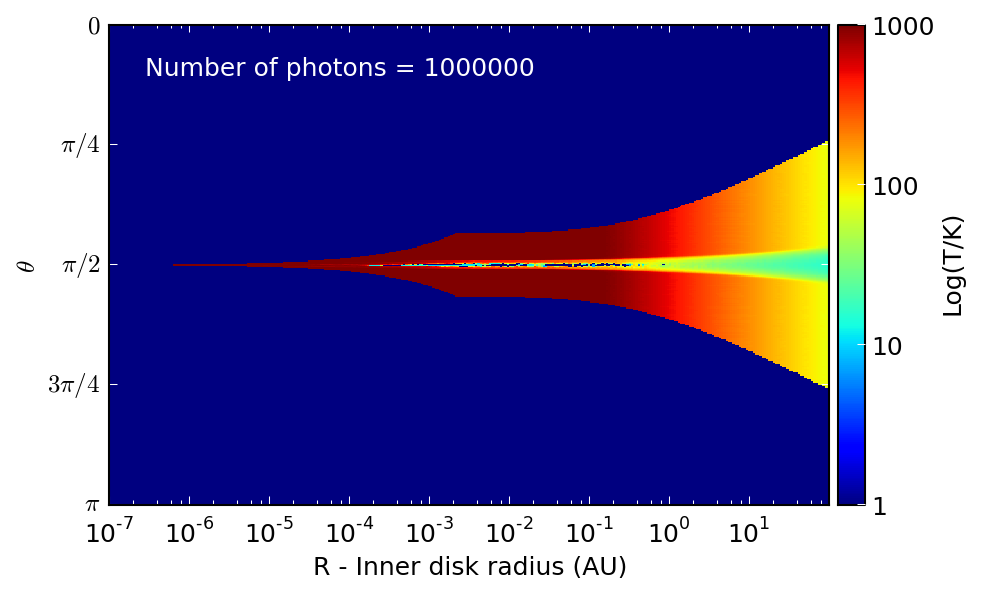 Number of photons = 1000000
0
π/4
π/2
3π/4
π
θ
10^-7
10^-6
10^-5
10^-4
10^-3
10^-2
10^-1
10^0
10^1
R - Inner disk radius (AU)
1000
100
10
1
Log(T/K)